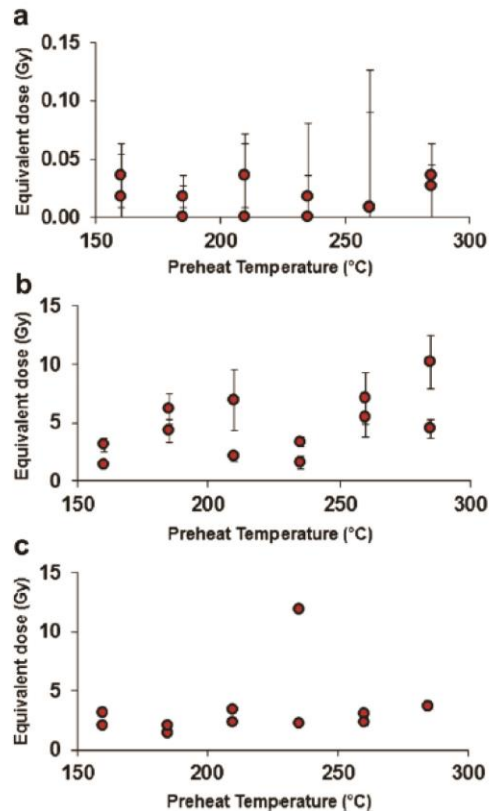 a
0.15
0.10
0.05
0.00
Equivalent dose (Gy)
150 200 250 300
Preheat Temperature (°C)
b
15
10
5
0
Equivalent dose (Gy)
150 200 250 300
Preheat Temperature (°C)
c
15
10
5
0
Equivalent dose (Gy)
150 200 250 300
Preheat Temperature (°C)